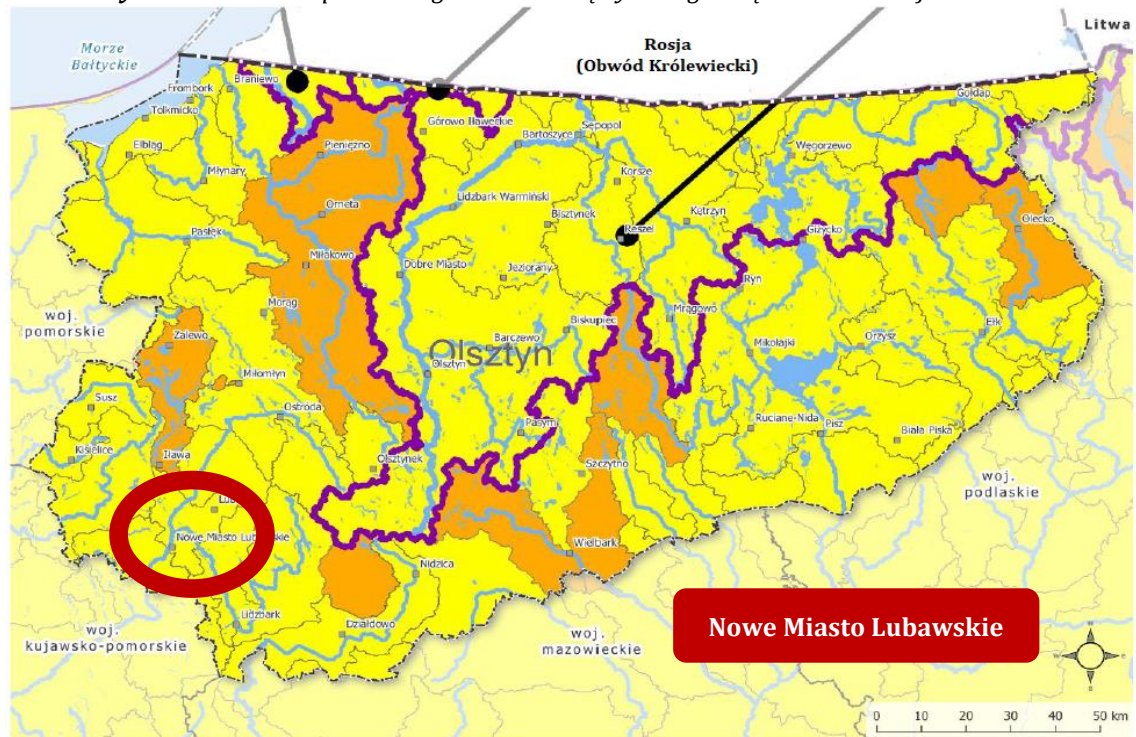 Litwa
Morze
Bałtyckie
Rosja
(Obwód Królewiecki)
Braniewo
Gołdap
Frombork
Tolkmicko
Górowo Iławeckie
Sępopol
Bartoszyce
Elbląg
Pieniężno
Węgorzewo
Młynary
Korsze
Lidzbark Warmiński
Orneta
Bisztynek
Kętrzyn
Olecko
Pasłęk
Reszel
Giżycko
Miłakowo
Dobre Miasto
Jeziorany
Ryn
Morąg
Mrągowo
woj.
pomorskie
Biskupiec
Zalewo
Barczewo
Orzysz
Ełk
Olsztyn
Mikołajki
Olsztyn
Miłomłyn
Susz
Ostróda
Pasym
Ruciane-Nida
Pisz
Biała Piska
Kisielice
Iława
Olsztynek
Szczytno
woj.
podlaskie
Nowe Miasto Lubawskie
Wielbark
Nidzica
Lidzbark
Działdowo
woj.
kujawsko-pomorskie
woj.
mazowieckie
Nowe Miasto Lubawskie
0 10 20 30 40 50 km